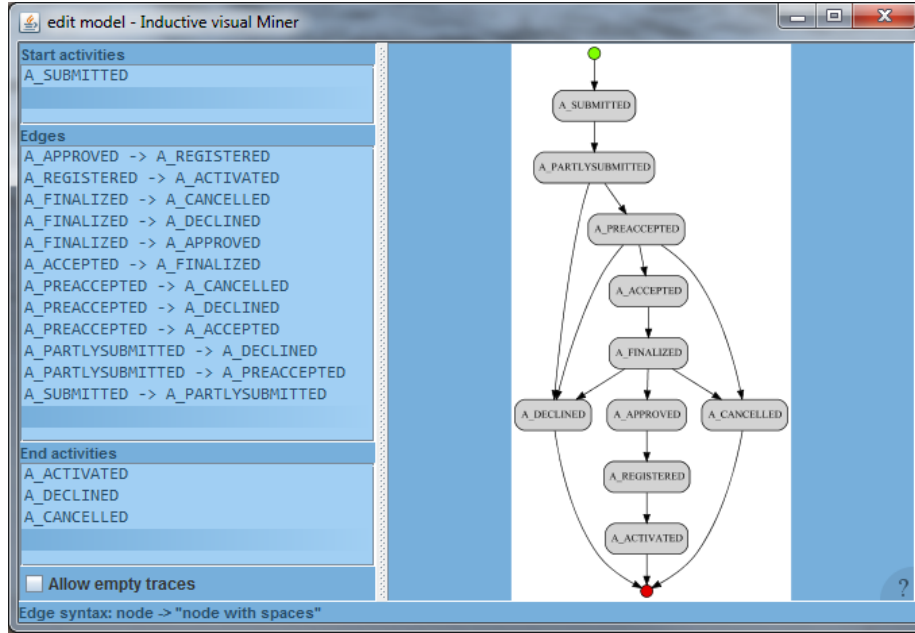 edit model - Inductive visual Miner
Start activities
A_SUBMITTED
Edges
A_APPROVED -> A_REGISTERED
A_REGISTERED -> A_ACTIVATED
A_FINALIZED -> A_CANCELLED
A_FINALIZED -> A_DECLINED
A_FINALIZED -> A_APPROVED
A_ACCEPTED -> A_FINALIZED
A_PREACCEPTED -> A_CANCELLED
A_PREACCEPTED -> A_DECLINED
A_PREACCEPTED -> A_ACCEPTED
A_PARTLYSUBMITTED -> A_DECLINED
A_PARTLYSUBMITTED -> A_PREACCEPTED
A_SUBMITTED -> A_PARTLYSUBMITTED
End activities
A_ACTIVATED
A_DECLINED
A_CANCELLED
Allow empty traces
Edge syntax: node -> "node with spaces"
A_SUBMITTED
A_PARTLYSUBMITTED
A_PREACCEPTED
A_ACCEPTED
A_FINALIZED
A_DECLINED A_APPROVED A_CANCELLED
A_REGISTERED
A_ACTIVATED
?